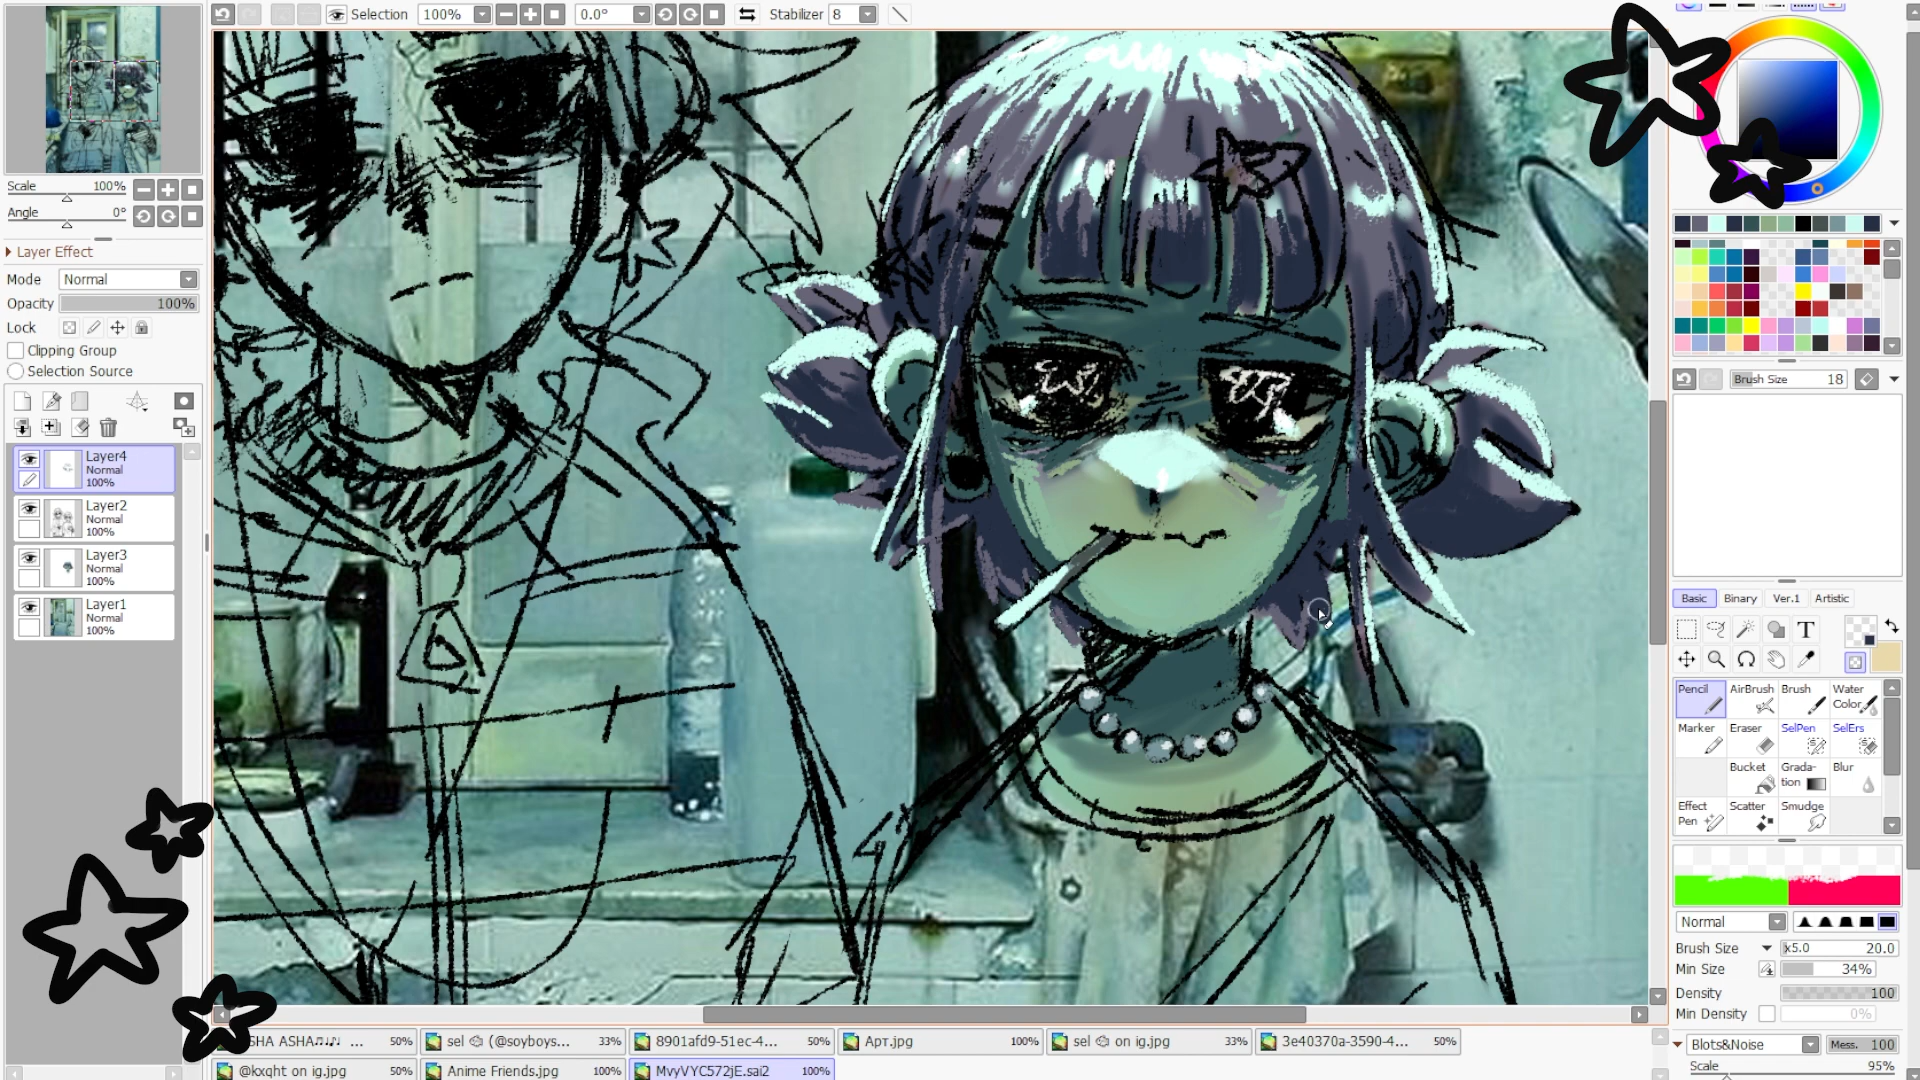 Selection 100% 0.0° Stabilizer 8
Scale 100%
Angle 0°
Layer Effect
Mode Normal
Opacity 100%
Lock
Clipping Group
Selection Source
Layer4
Normal
100%
Layer2
Normal
100%
Layer3
Normal
100%
Layer1
Normal
100%
Brush Size 18
Basic Binary Ver.1 Artistic
T
Pencil AirBrush Brush Water Color
Marker Eraser SelPen SelErs
Bucket Grada-tion Blur
Effect Pen Scatter Smudge
Normal
Brush Size x5.0 20.0
Min Size 34%
Density 100
Min Density 0%
Blots&Noise Mess. 100
Scale 95%
SHA ASHA ... 50% sel (@soyboys... 33% 8901afd9-51ec-4... 50% Арт.jpg 100% sel on ig.jpg 33% 3e40370a-3590-4... 50%
@kxqht on ig.jpg 50% Anime Friends.jpg 100% MvyVYC572jE.sai2 100%